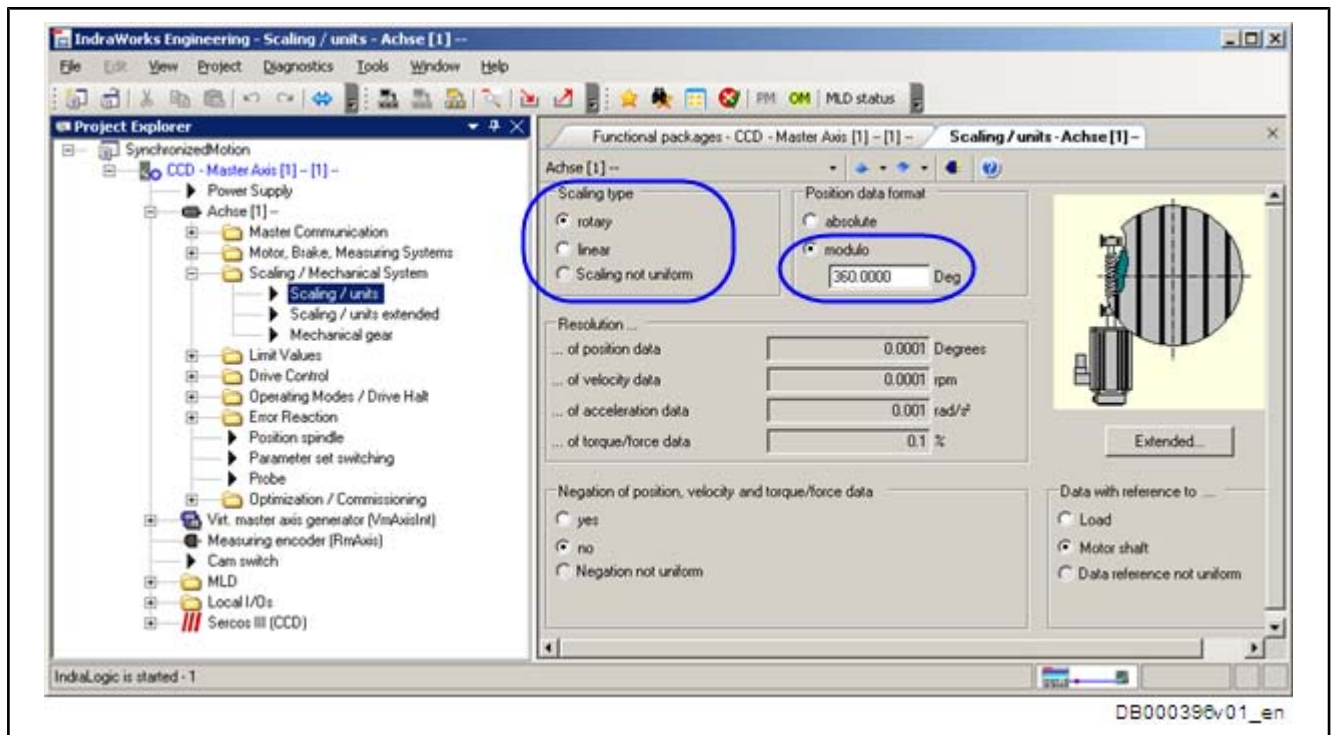 IndraWorks Engineering - Scaling / units - Achse [1] --
File Edit View Project Diagnostics Tools Window Help
PM OM MLD status
Project Explorer
SynchronizedMotion
CCD - Master Axis [1] - [1] --
Power Supply
Achse [1] --
Master Communication
Motor, Brake, Measuring Systems
Scaling / Mechanical System
Scaling / units
Scaling / units extended
Mechanical gear
Limit Values
Drive Control
Operating Modes / Drive Halt
Error Reaction
Position spindle
Parameter set switching
Probe
Optimization / Commissioning
Virt. master axis generator (VmAxisInt)
Measuring encoder (RmAxis)
Cam switch
MLD
Local I/Os
Sercos III (CCD)
Functional packages - CCD - Master Axis [1] - [1] -- Scaling / units - Achse [1] --
Achse [1] --
Scaling type
rotary
linear
Scaling not uniform
Position data format
absolute
modulo
360.0000 Deg
Resolution ...
... of position data 0.0001 Degrees
... of velocity data 0.0001 rpm
... of acceleration data 0.001 rad/s²
... of torque/force data 0.1 %
Extended...
Negation of position, velocity and torque/force data
yes
no
Negation not uniform
Data with reference to ...
Load
Motor shaft
Data reference not uniform
IndraLogic is started - 1
DB000396v01_en